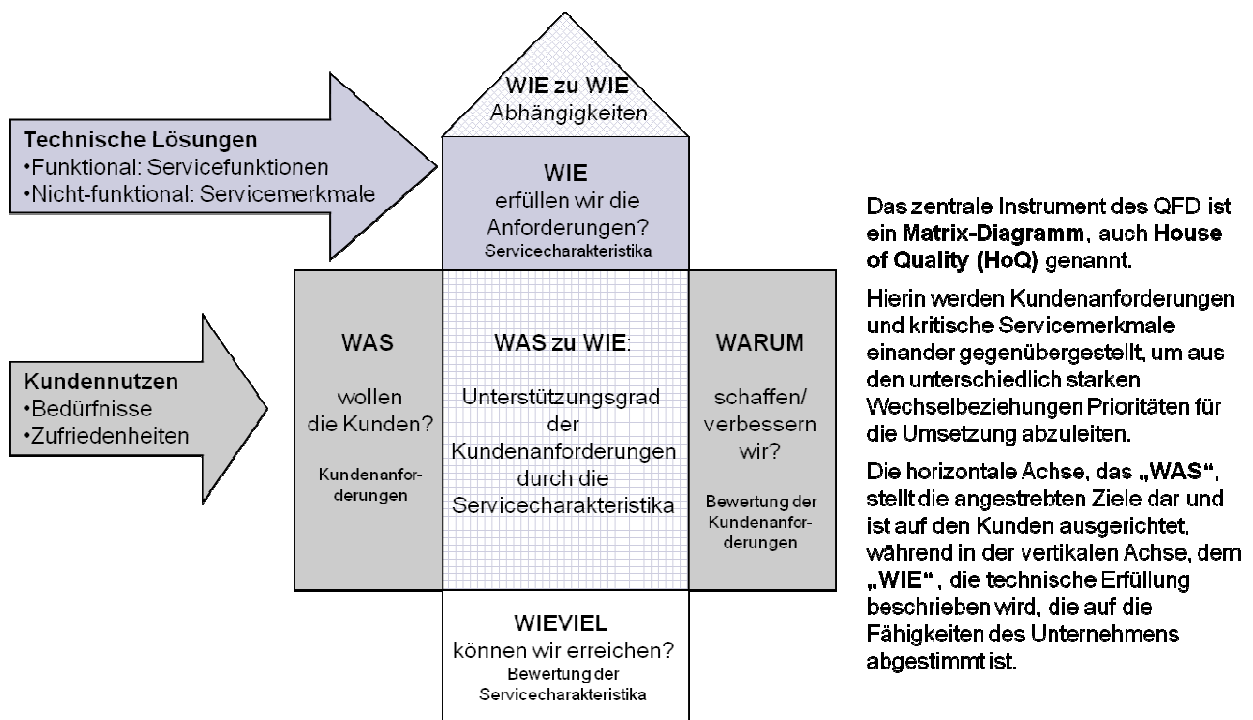 WIE zu WIE
Abhängigkeiten
Technische Lösungen
•Funktional: Servicefunktionen
•Nicht-funktional: Servicemerkmale
WIE
erfüllen wir die
Anforderungen?
Servicecharakteristika
Kundennutzen
•Bedürfnisse
•Zufriedenheiten
WAS
wollen
die Kunden?
Kundenanfor-
derungen
WAS zu WIE:
Unterstützungsgrad
der
Kundenanforderungen
durch die
Servicecharakteristika
WARUM
schaffen/
verbessern
wir?
Bewertung der
Kundenanfor-
derungen
WIEVIEL
können wir erreichen?
Bewertung der
Servicecharakteristika
Das zentrale Instrument des QFD ist
ein Matrix-Diagramm, auch House
of Quality (HoQ) genannt.
Hierin werden Kundenanforderungen
und kritische Servicemerkmale
einander gegenübergestellt, um aus
den unterschiedlich starken
Wechselbeziehungen Prioritäten für
die Umsetzung abzuleiten.
Die horizontale Achse, das „WAS“,
stellt die angestrebten Ziele dar und
ist auf den Kunden ausgerichtet,
während in der vertikalen Achse, dem
„WIE“, die technische Erfüllung
beschrieben wird, die auf die
Fähigkeiten des Unternehmens
abgestimmt ist.